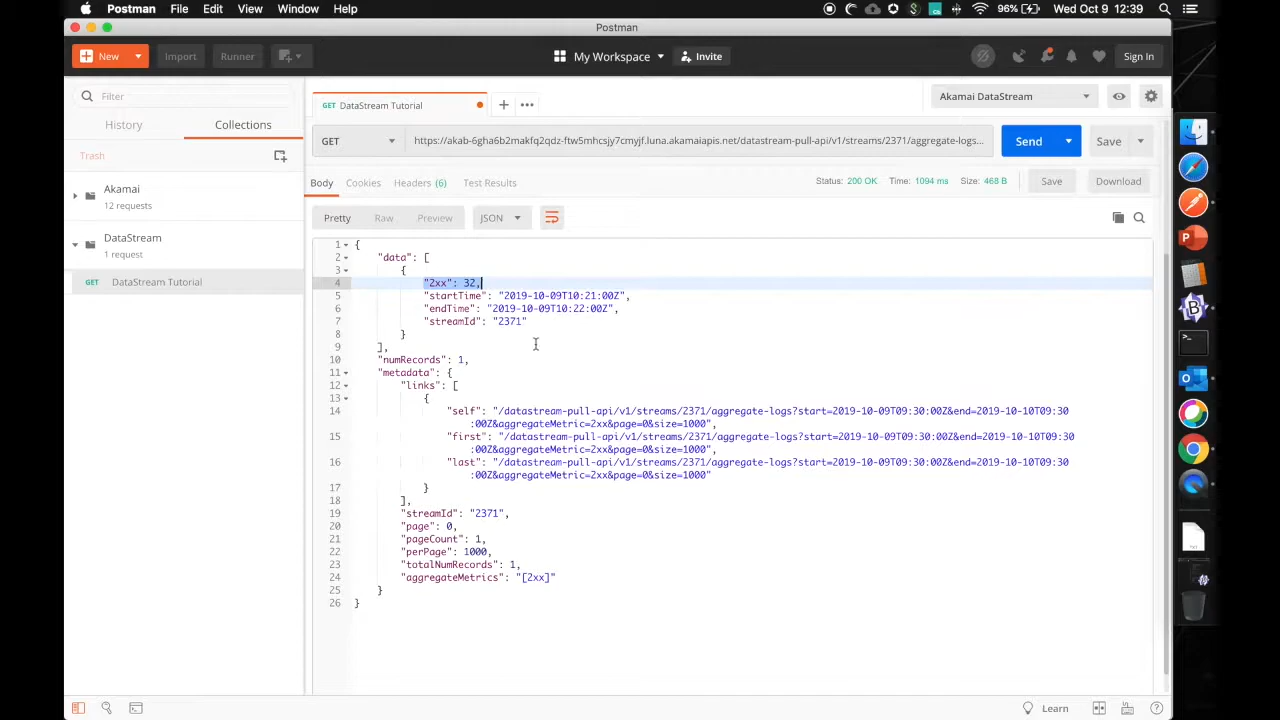 Postman File Edit View Window Help 96% Wed Oct 9 12:39
Postman
New Import Runner My Workspace Invite Sign In
Filter
GET DataStream Tutorial
Akamai DataStream
History Collections
GET https://akab-6gha6b2makfq2qdz-ftw5mhcsjy7cmyjf.luna.akamaiapis.net/datastream-pull-api/v1/streams/2371/aggregate-logs... Send Save
Trash
Body Cookies Headers (6) Test Results Status: 200 OK Time: 1094 ms Size: 468 B Save Download
Akamai
12 requests
DataStream
1 request
GET DataStream Tutorial
Pretty Raw Preview JSON
1 {
2 "data": [
3 {
4 "2xx": 32,
5 "startTime": "2019-10-09T10:21:00Z",
6 "endTime": "2019-10-09T10:22:00Z",
7 "streamId": "2371"
8 }
9 ],
10 "numRecords": 1,
11 "metadata": {
12 "links": [
13 {
14 "self": "/datastream-pull-api/v1/streams/2371/aggregate-logs?start=2019-10-09T09:30:00Z&end=2019-10-10T09:30
:00Z&aggregateMetric=2xx&page=0&size=1000",
15 "first": "/datastream-pull-api/v1/streams/2371/aggregate-logs?start=2019-10-09T09:30:00Z&end=2019-10-10T09:30
:00Z&aggregateMetric=2xx&page=0&size=1000",
16 "last": "/datastream-pull-api/v1/streams/2371/aggregate-logs?start=2019-10-09T09:30:00Z&end=2019-10-10T09:30
:00Z&aggregateMetric=2xx&page=0&size=1000"
17 }
18 ],
19 "streamId": "2371",
20 "page": 0,
21 "pageCount": 1,
22 "perPage": 1000,
23 "totalNumRecords": 1,
24 "aggregateMetrics": "[2xx]"
25 }
26 }
Learn